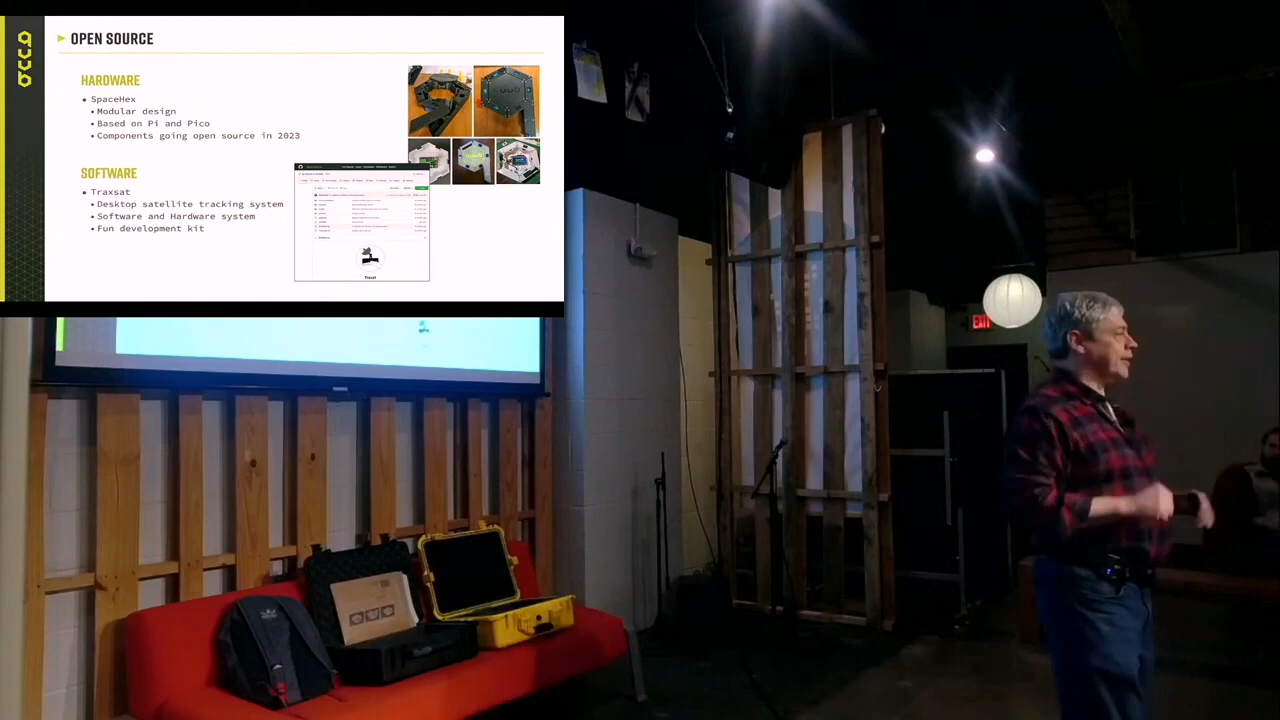 quub
OPEN SOURCE
HARDWARE
• SpaceHex
• Modular design
• Based on Pi and Pico
• Components going open source in 2023
SOFTWARE
• Traxsat
• Desktop satellite tracking system
• Software and Hardware system
• Fun development kit
EXIT